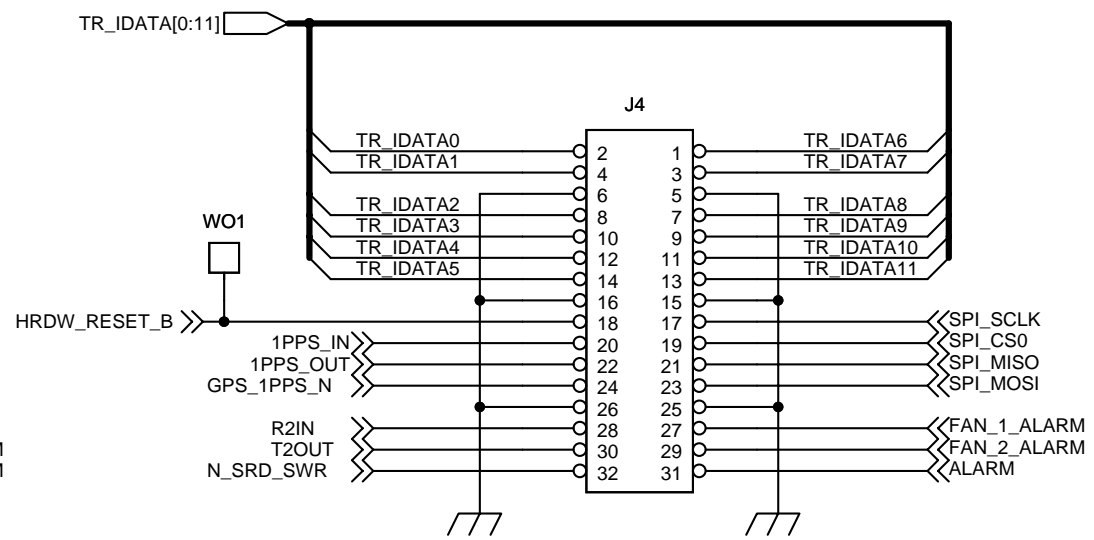 TR_IDATA[0:11]
J4
TR_IDATA0 2 1 TR_IDATA6
TR_IDATA1 4 3 TR_IDATA7
6 5
TR_IDATA2 8 7 TR_IDATA8
TR_IDATA3 10 9 TR_IDATA9
WO1
TR_IDATA4 12 11 TR_IDATA10
TR_IDATA5 14 13 TR_IDATA11
16 15
HRDW_RESET_B 18 17 SPI_SCLK
1PPS_IN 20 19 SPI_CS0
1PPS_OUT 22 21 SPI_MISO
GPS_1PPS_N 24 23 SPI_MOSI
26 25
R2IN 28 27 FAN_1_ALARM
T2OUT 30 29 FAN_2_ALARM
N_SRD_SWR 32 31 ALARM